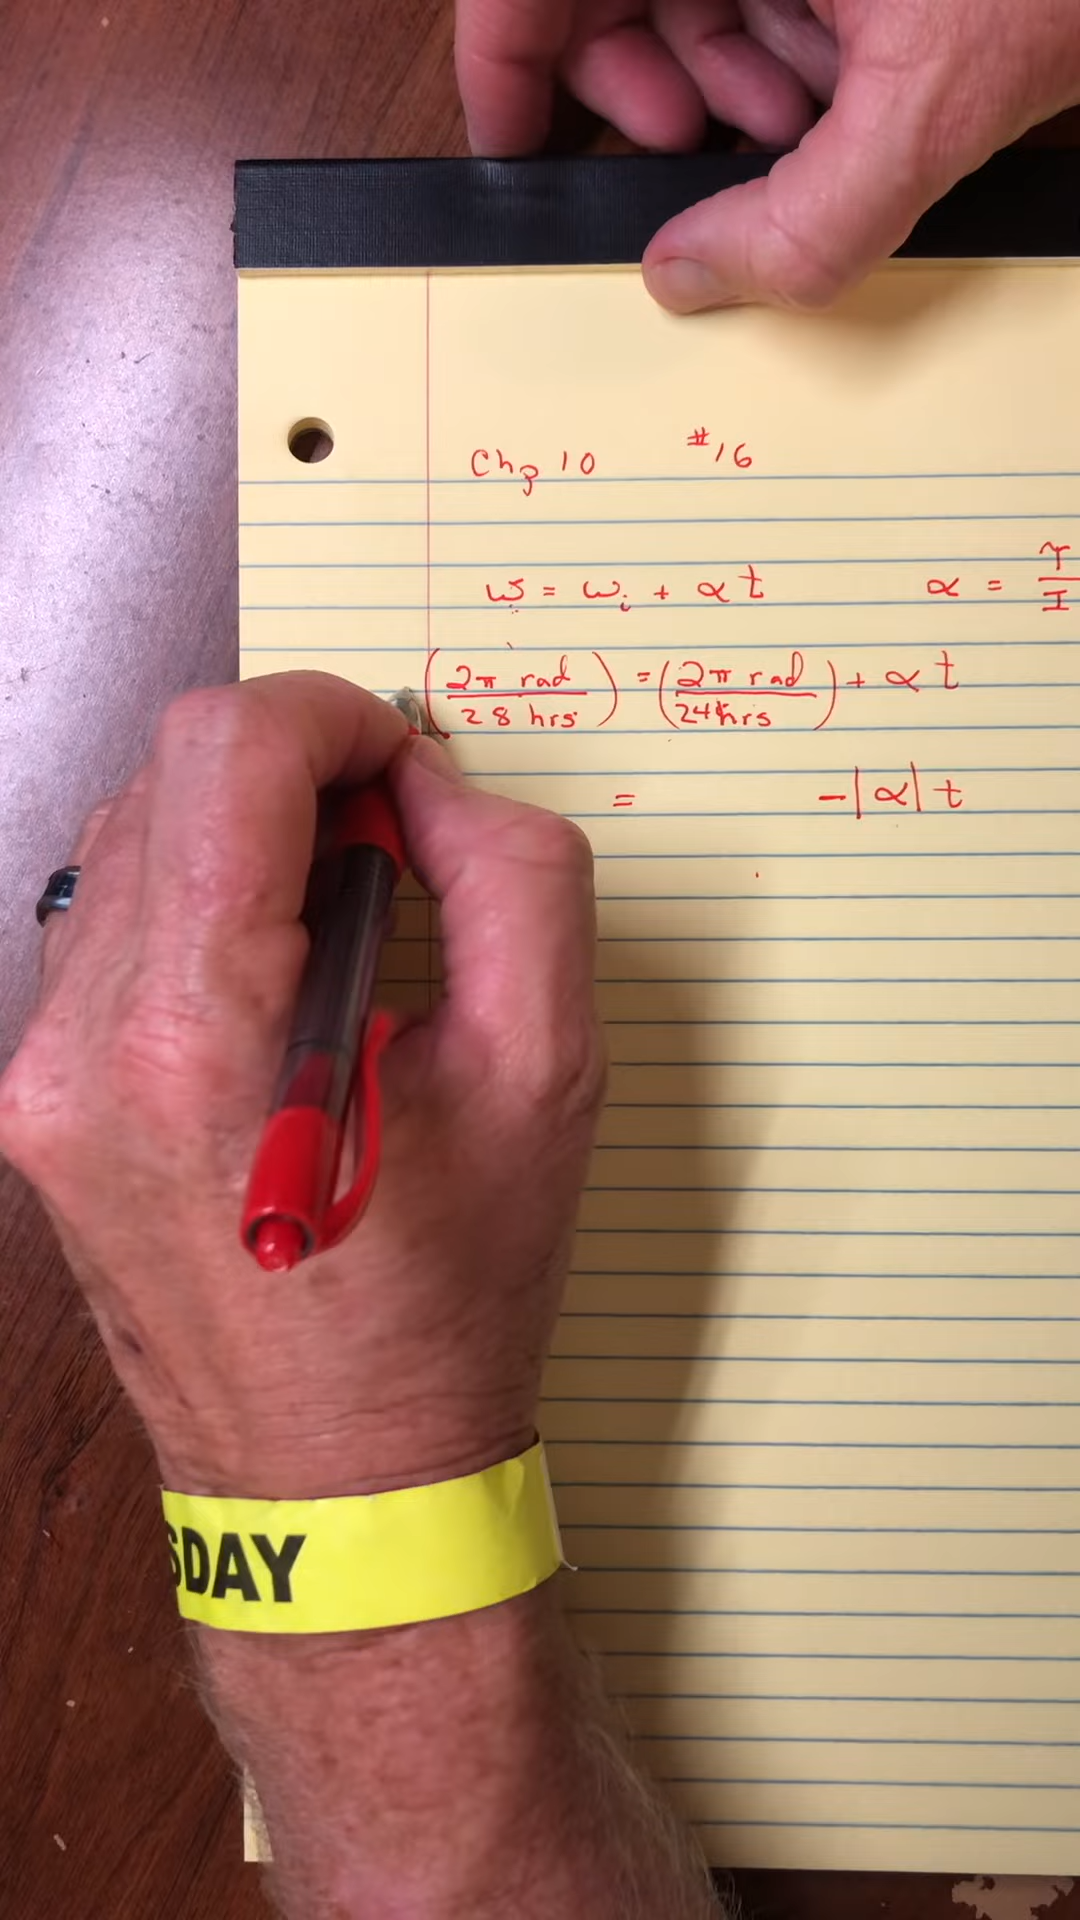 Chp 10 #16
ω = ωi + αt α = τ/I
(2π rad / 28 hrs) = (2π rad / 24 hrs) + αt
= -|α| t
SDAY